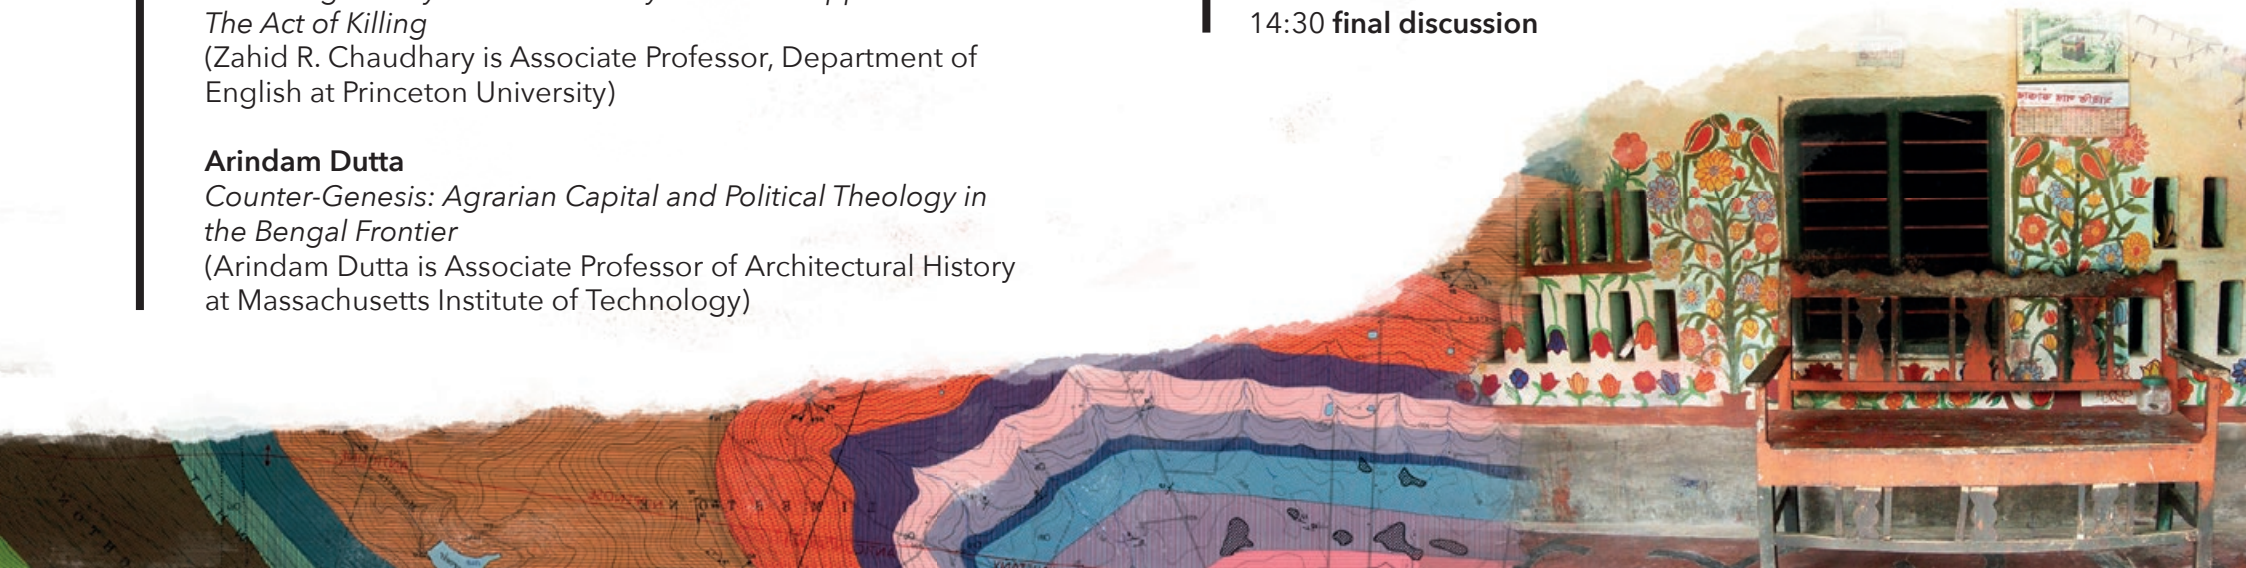 The Act of Killing
(Zahid R. Chaudhary is Associate Professor, Department of
English at Princeton University)
Arindam Dutta
Counter-Genesis: Agrarian Capital and Political Theology in
the Bengal Frontier
(Arindam Dutta is Associate Professor of Architectural History
at Massachusetts Institute of Technology)
14:30 final discussion